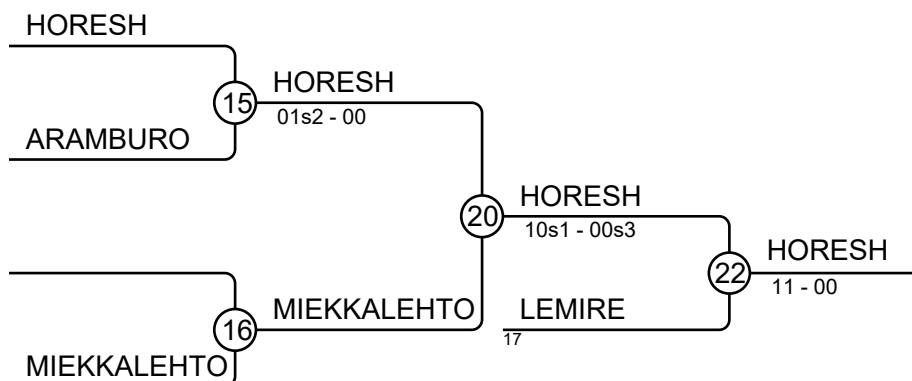 HORESH
15
HORESH
01s2 - 00
ARAMBURO
20
HORESH
10s1 - 00s3
22
HORESH
11 - 00
16
MIEKKALEHTO
LEMIRE
17
MIEKKALEHTO